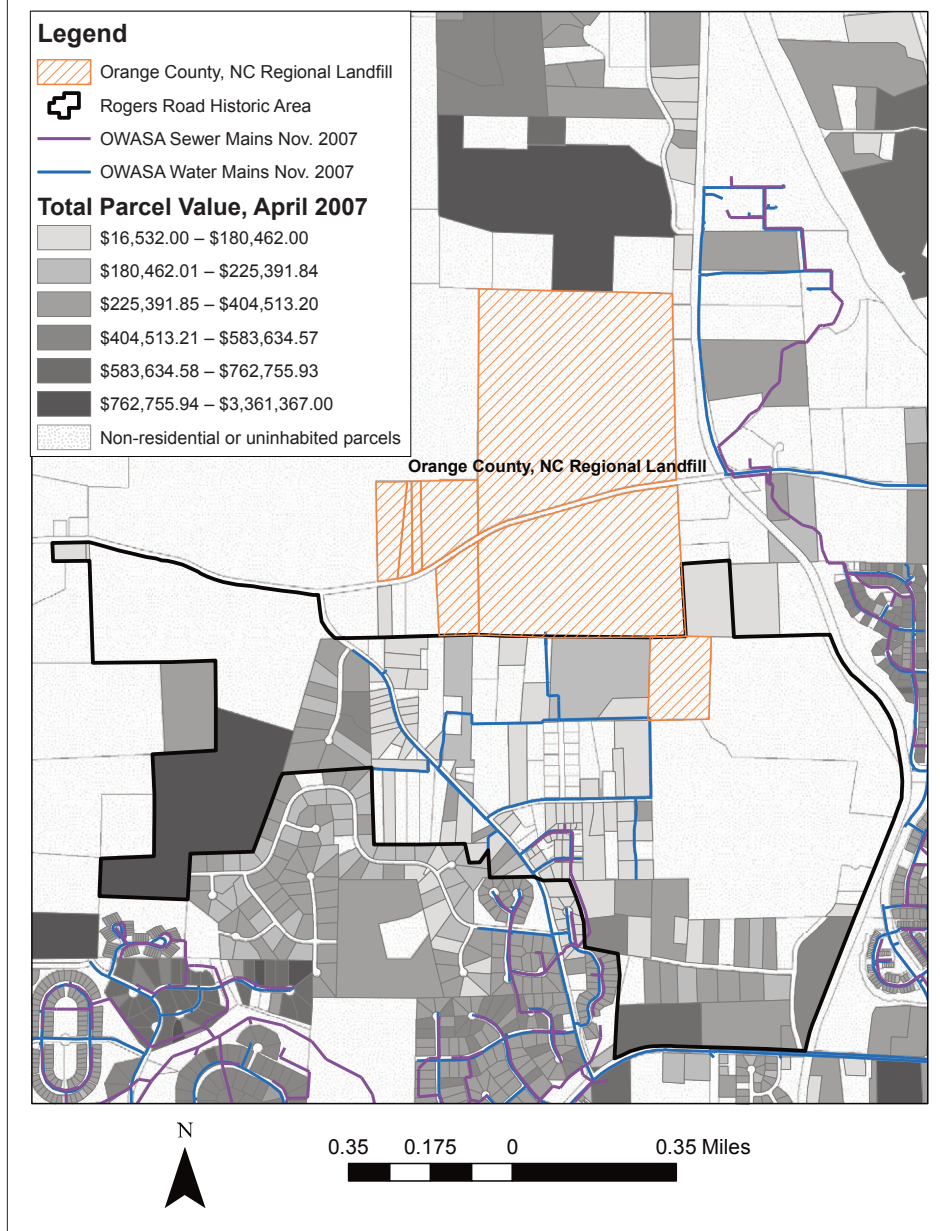 Legend
Orange County, NC Regional Landfill
Rogers Road Historic Area
OWASA Sewer Mains Nov. 2007
OWASA Water Mains Nov. 2007
Total Parcel Value, April 2007
$16,532.00 – $180,462.00
$180,462.01 – $225,391.84
$225,391.85 – $404,513.20
$404,513.21 – $583,634.57
$583,634.58 – $762,755.93
$762,755.94 – $3,361,367.00
Non-residential or uninhabited parcels
Orange County, NC Regional Landfill
N
0.35 0.175 0 0.35 Miles